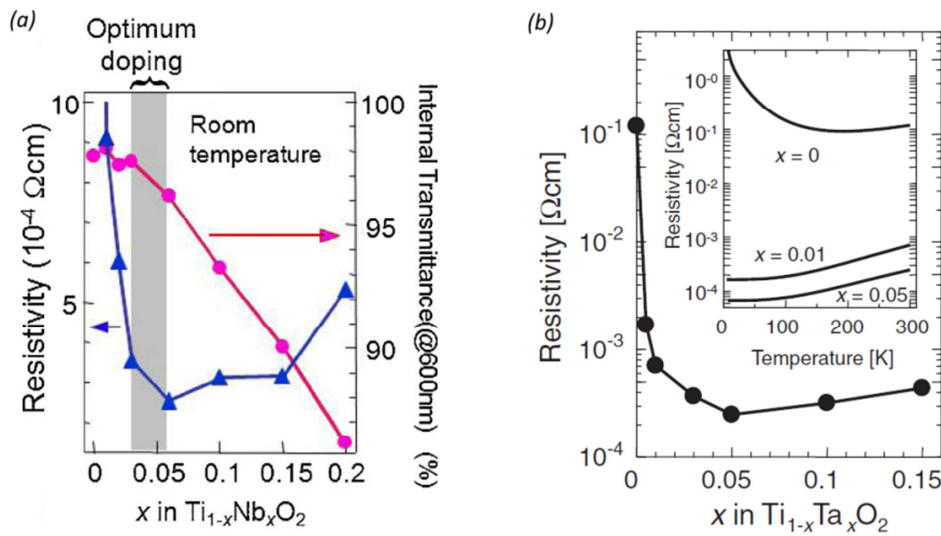 (a)
Optimum
doping
Room
temperature
10
5
Resistivity (10-4 Ωcm)
100
95
90
Internal Transmittance(@600nm) (%)
0 0.05 0.10 0.15 0.2
x in Ti1-xNbxO2
(b)
10-1
10-2
10-3
10-4
Resistivity [Ωcm]
0 0.05 0.1 0.15
x in Ti1-xTaxO2
10-0
10-1
10-2
10-3
10-4
Resistivity [Ωcm]
x = 0
x = 0.01
x = 0.05
0 100 200 300
Temperature [K]